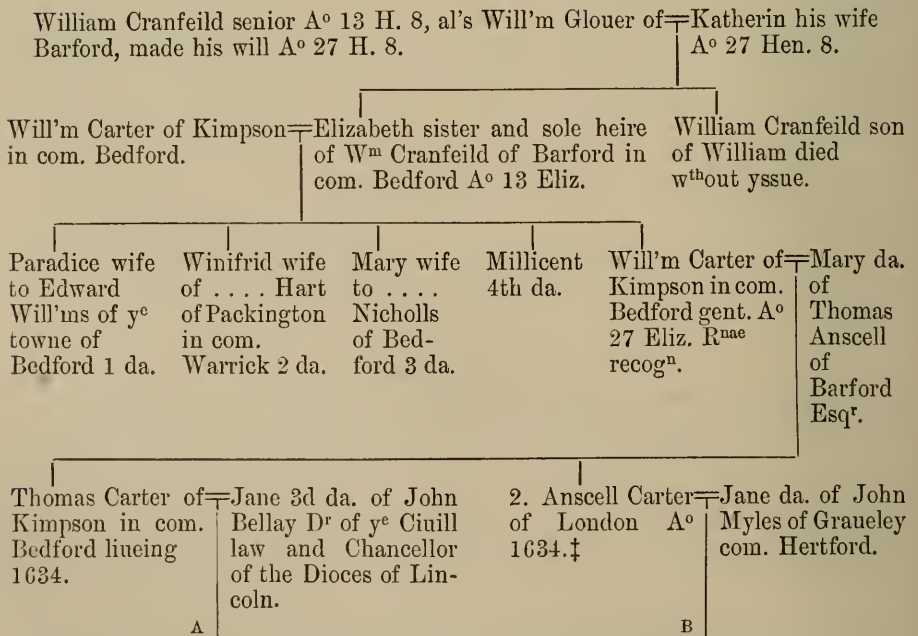 William Cranfeild senior Aº 13 H. 8, al's Will'm Glouer of
Barford, made his will Aº 27 H. 8.
Katherin his wife
Aº 27 Hen. 8.
Will'm Carter of Kimpson
in com. Bedford.
Elizabeth sister and sole heire
of Wᵐ Cranfeild of Barford in
com. Bedford Aº 13 Eliz.
William Cranfeild son
of William died
wᵗʰout yssue.
Paradice wife
to Edward
Will'ms of yᵉ
towne of
Bedford 1 da.
Winifrid wife
of . . . . Hart
of Packington
in com.
Warrick 2 da.
Mary wife
to . . . .
Nicholls
of Bed-
ford 3 da.
Millicent
4th da.
Will'm Carter of
Kimpson in com.
Bedford gent. Aº
27 Eliz. Rⁿᵃᵉ
recogⁿ.
Mary da.
of
Thomas
Anscell
of
Barford
Esqʳ.
Thomas Carter of
Kimpson in com.
Bedford liueing
1634.
Jane 3d da. of John
Bellay Dʳ of yᵉ Ciuill
law and Chancellor
of the Dioces of Lin-
coln.
2. Anscell Carter
of London Aº
1634.‡
Jane da. of John
Myles of Graueley
com. Hertford.
A
B